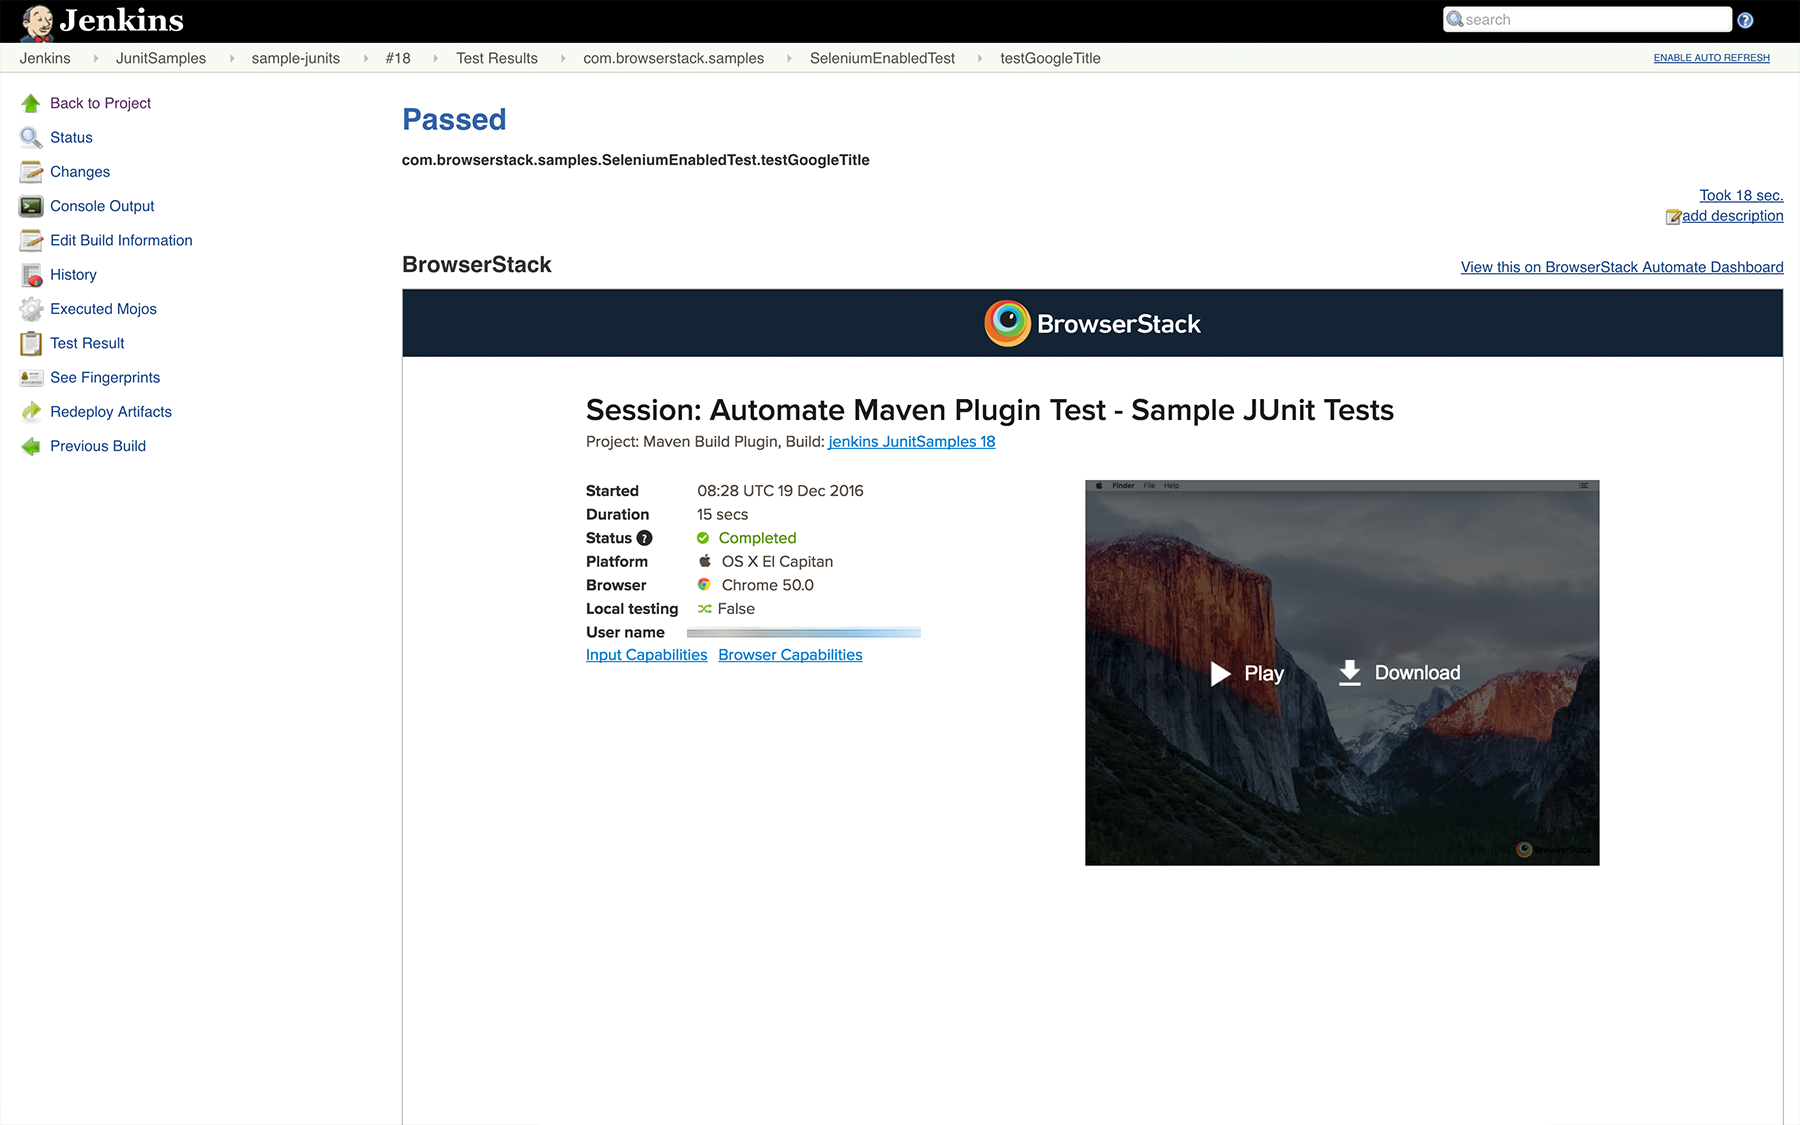 Jenkins
search
Jenkins JunitSamples sample-junits #18 Test Results com.browserstack.samples SeleniumEnabledTest testGoogleTitle
ENABLE AUTO REFRESH
Back to Project
Status
Changes
Console Output
Edit Build Information
History
Executed Mojos
Test Result
See Fingerprints
Redeploy Artifacts
Previous Build
Passed
com.browserstack.samples.SeleniumEnabledTest.testGoogleTitle
Took 18 sec.
add description
BrowserStack
View this on BrowserStack Automate Dashboard
BrowserStack
Session: Automate Maven Plugin Test - Sample JUnit Tests
Project: Maven Build Plugin, Build: jenkins JunitSamples 18
Started 08:28 UTC 19 Dec 2016
Duration 15 secs
Status ? Completed
Platform OS X El Capitan
Browser Chrome 50.0
Local testing False
User name
Input Capabilities Browser Capabilities
Finder File Help
Play Download
BrowserStack